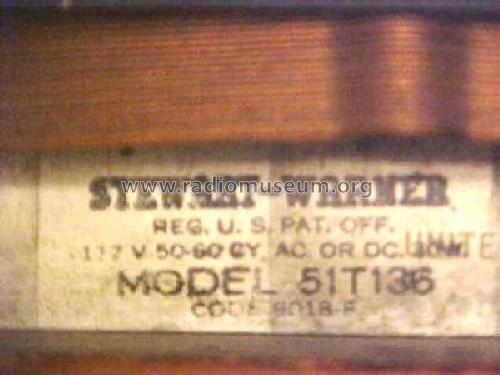 STEWART-WARNER
www.radiomuseum.org
REG. U. S. PAT. OFF.
117 V 50-60 CY. AC. OR DC.
MODEL 51T136
CODE 9018-F